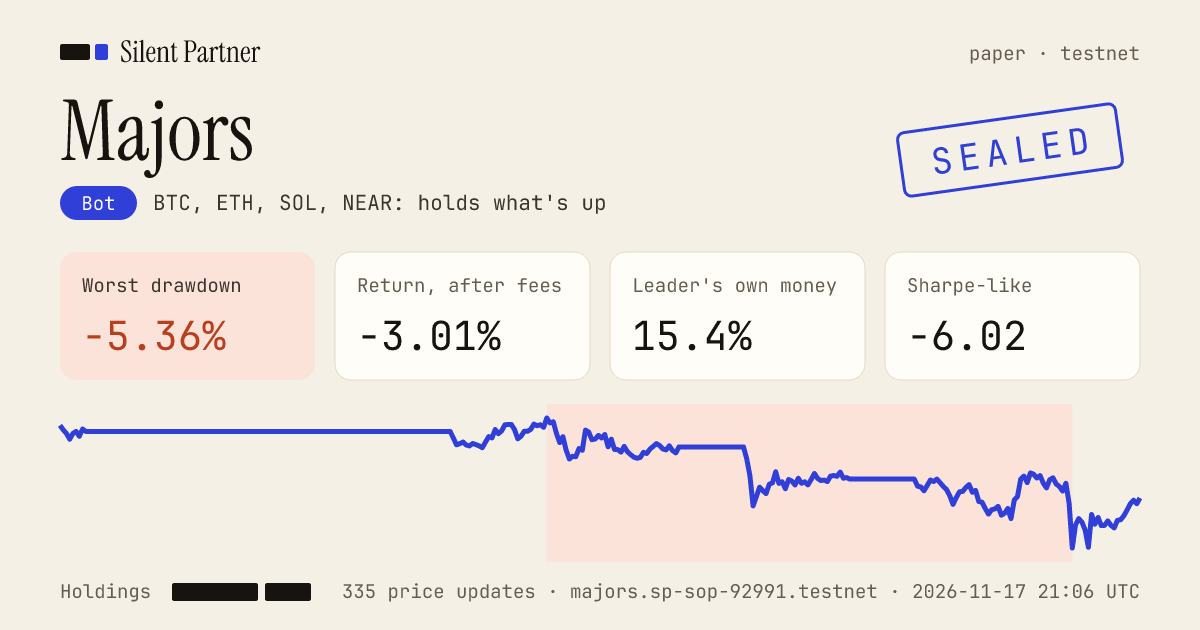 Silent Partner
paper · testnet
Majors
SEALED
Bot
BTC, ETH, SOL, NEAR: holds what's up
Worst drawdown
-5.36%
Return, after fees
-3.01%
Leader's own money
15.4%
Sharpe-like
-6.02
Holdings
335 price updates · majors.sp-sop-92991.testnet · 2026-11-17 21:06 UTC